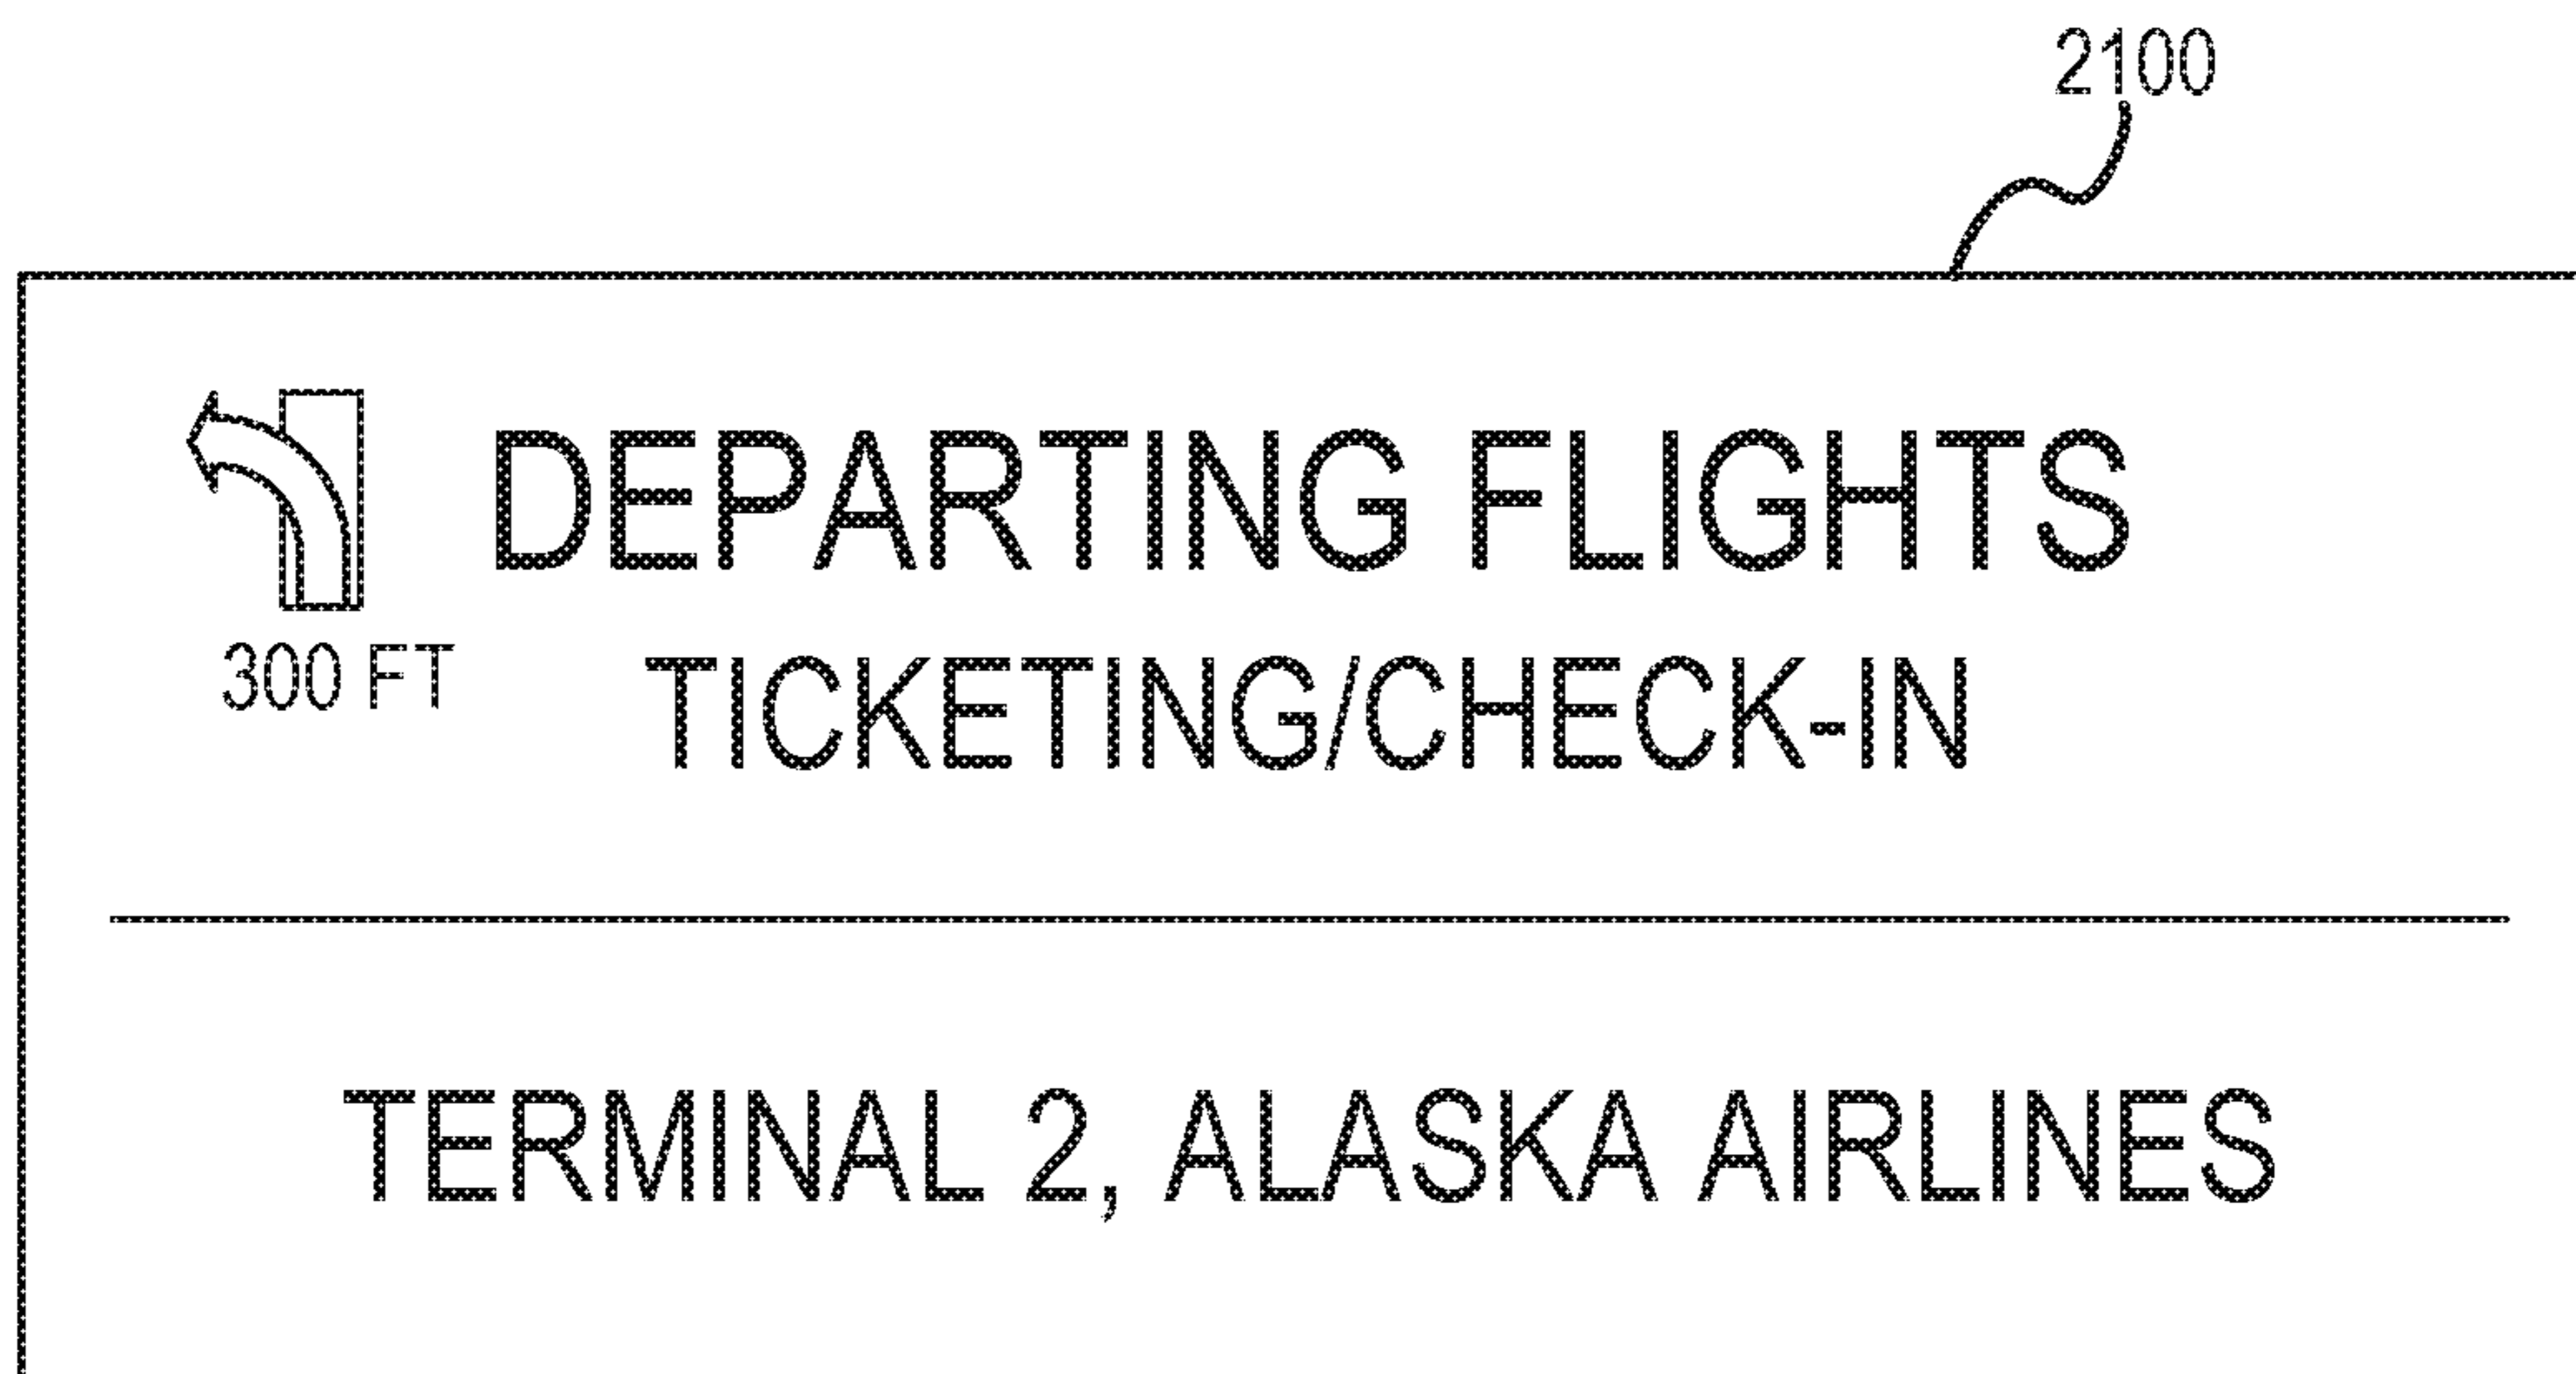 2100
DEPARTING FLIGHTS
300 FT
TICKETING/CHECK-IN
TERMINAL 2, ALASKA AIRLINES